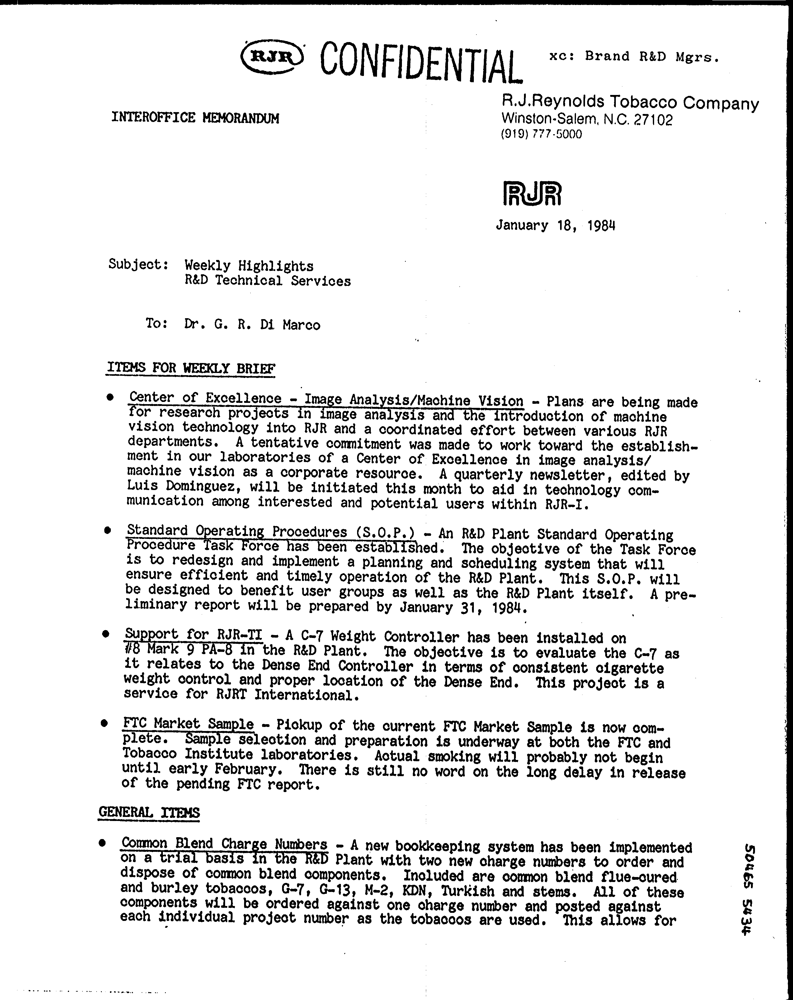 RJR CONFIDENTIAL xc: Brand R&D Mgrs.
R.J.Reynolds Tobacco Company
INTEROFFICE MEMORANDUM Winston-Salem, N.C. 27102
(919) 777-5000
RJR
January 18, 1984
Subject: Weekly Highlights
R&D Technical Services
To: Dr. G. R. Di Marco
ITEMS FOR WEEKLY BRIEF
• Center of Excellence - Image Analysis/Machine Vision - Plans are being made
for research projects in image analysis and the introduction of machine
vision technology into RJR and a coordinated effort between various RJR
departments. A tentative commitment was made to work toward the establish-
ment in our laboratories of a Center of Excellence in image analysis/
machine vision as a corporate resource. A quarterly newsletter, edited by
Luis Dominguez, will be initiated this month to aid in technology com-
munication among interested and potential users within RJR-I.
• Standard Operating Procedures (S.O.P.) - An R&D Plant Standard Operating
Procedure Task Force has been established. The objective of the Task Force
is to redesign and implement a planning and scheduling system that will
ensure efficient and timely operation of the R&D Plant. This S.O.P. will
be designed to benefit user groups as well as the R&D Plant itself. A pre-
liminary report will be prepared by January 31, 1984.
• Support for RJR-TI - A C-7 Weight Controller has been installed on
#8 Mark 9 PA-8 in the R&D Plant. The objective is to evaluate the C-7 as
it relates to the Dense End Controller in terms of consistent cigarette
weight control and proper location of the Dense End. This project is a
service for RJRT International.
• FTC Market Sample - Pickup of the current FTC Market Sample is now com-
plete. Sample selection and preparation is underway at both the FTC and
Tobacco Institute laboratories. Actual smoking will probably not begin
until early February. There is still no word on the long delay in release
of the pending FTC report.
GENERAL ITEMS
• Common Blend Charge Numbers - A new bookkeeping system has been implemented
on a trial basis in the R&D Plant with two new charge numbers to order and
dispose of common blend components. Included are common blend flue-cured
and burley tobaccos, G-7, G-13, M-2, KDN, Turkish and stems. All of these
components will be ordered against one charge number and posted against
each individual project number as the tobaccos are used. This allows for
50465 5434